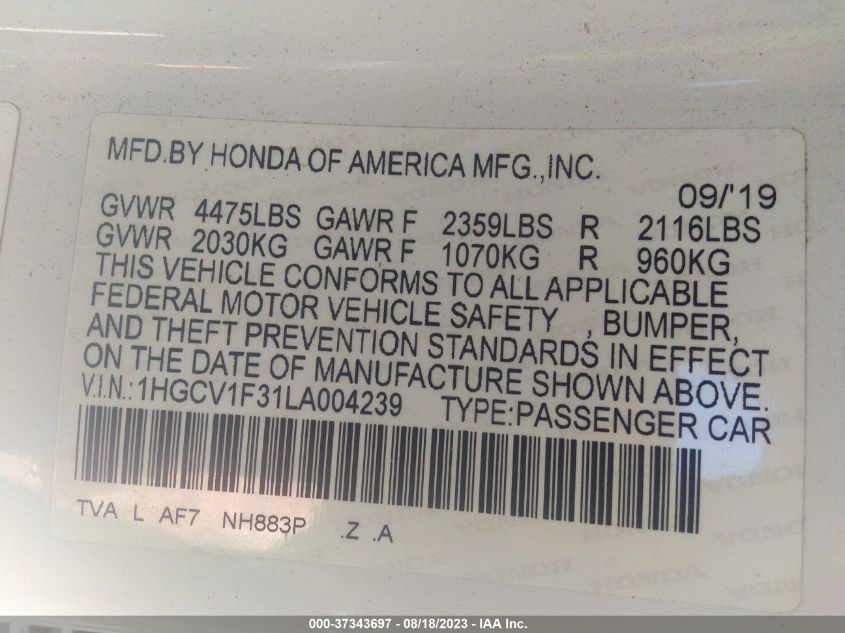 MFD.BY HONDA OF AMERICA MFG.,INC.
09/'19
GVWR 4475LBS GAWR F 2359LBS R 2116LBS
GVWR 2030KG GAWR F 1070KG R 960KG
THIS VEHICLE CONFORMS TO ALL APPLICABLE
FEDERAL MOTOR VEHICLE SAFETY , BUMPER,
AND THEFT PREVENTION STANDARDS IN EFFECT
ON THE DATE OF MANUFACTURE SHOWN ABOVE.
V.I.N.:1HGCV1F31LA004239 TYPE:PASSENGER CAR
TVA L AF7 NH883P .Z .A
000-37343697 - 08/18/2023 - IAA Inc.